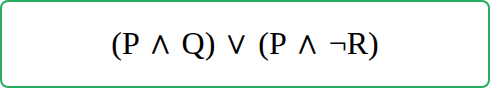 (P ∧ Q) ∨ (P ∧ ¬R)